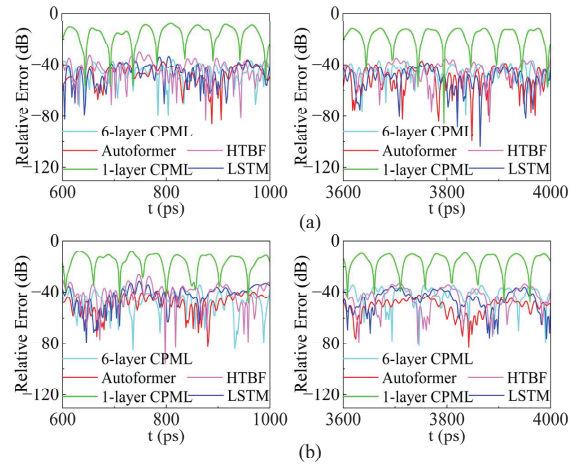 0
−40
−80
−120
Relative Error (dB)
6-layer CPML
Autoformer
HTBF
1-layer CPML
LSTM
600
800
1000
t (ps)
0
−40
−80
−120
Relative Error (dB)
6-layer CPML
Autoformer
HTBF
1-layer CPML
LSTM
3600
3800
4000
t (ps)
(a)
0
−40
−80
−120
Relative Error (dB)
6-layer CPML
Autoformer
HTBF
1-layer CPML
LSTM
600
800
1000
t (ps)
0
−40
−80
−120
Relative Error (dB)
6-layer CPML
Autoformer
HTBF
1-layer CPML
LSTM
3600
3800
4000
t (ps)
(b)